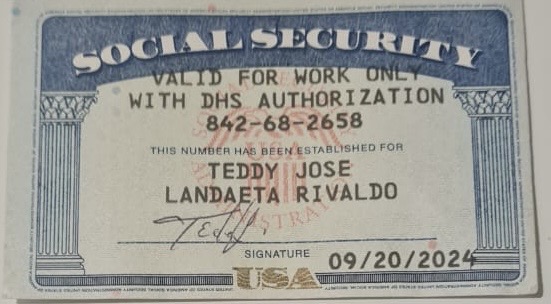 SOCIAL SECURITY
VALID FOR WORK ONLY
WITH DHS AUTHORIZATION
842-68-2658
THIS NUMBER HAS BEEN ESTABLISHED FOR
TEDDY JOSE
LANDAETA RIVALDO
Teddy
SIGNATURE
09/20/2024
USA